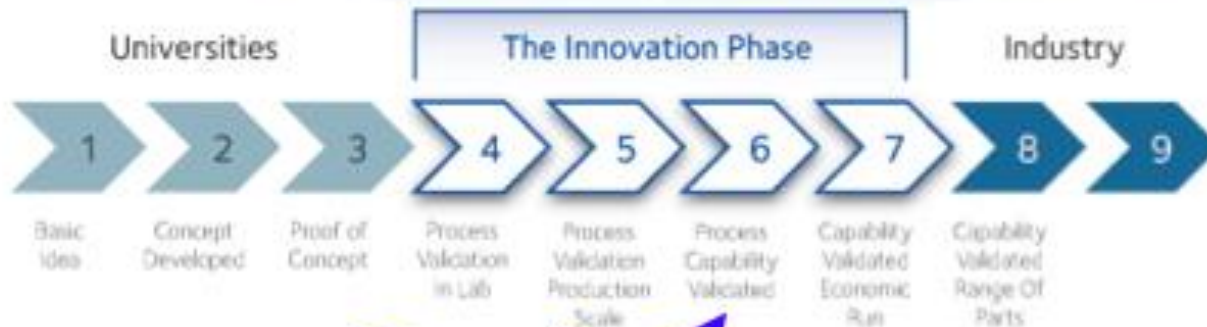 Universities
The Innovation Phase
Industry
1
2
3
4
5
6
7
8
9
Basic
Idea
Concept
Developed
Proof of
Concept
Process
Validation
in Lab
Process
Validation
Production
Scale
Process
Capability
Validated
Capability
Validated
Economic
Run
Capability
Validated
Range Of
Parts